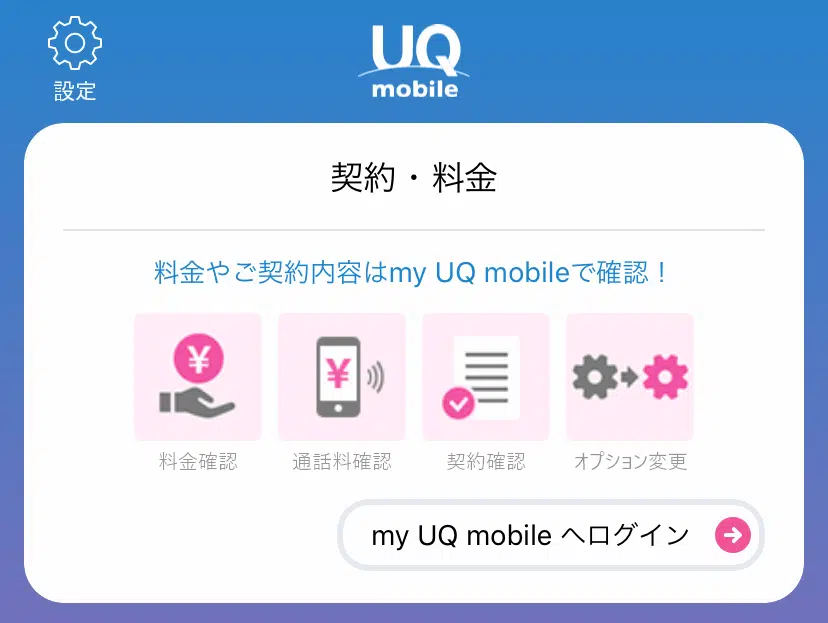 設定
UQ
mobile
契約・料金
料金やご契約内容はmy UQ mobileで確認！
¥
¥
料金確認
通話料確認
契約確認
オプション変更
my UQ mobile へログイン